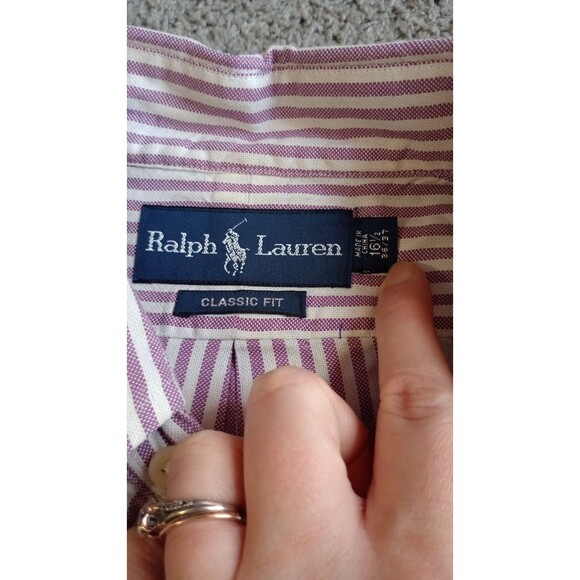 Ralph Lauren
CLASSIC FIT
MADE IN
CHINA
16½
36/37